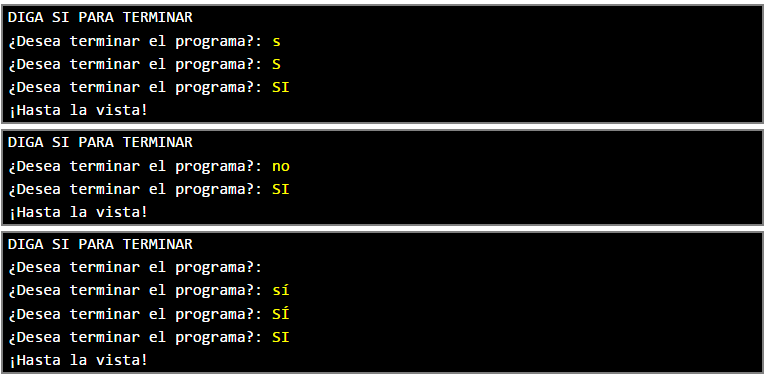 DIGA SI PARA TERMINAR
¿Desea terminar el programa?: s
¿Desea terminar el programa?: S
¿Desea terminar el programa?: SI
¡Hasta la vista!
DIGA SI PARA TERMINAR
¿Desea terminar el programa?: no
¿Desea terminar el programa?: SI
¡Hasta la vista!
DIGA SI PARA TERMINAR
¿Desea terminar el programa?:
¿Desea terminar el programa?: sí
¿Desea terminar el programa?: SÍ
¿Desea terminar el programa?: SI
¡Hasta la vista!